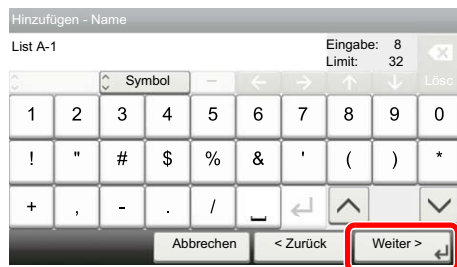 Hinzufügen - Name
List A-1
Eingabe: 8
Limit: 32
Symbol - ← → ↑ ↓ Lösc
1 2 3 4 5 6 7 8 9 0
! " # $ % & ' ( ) *
+ , - . / _
Abbrechen < Zurück Weiter >